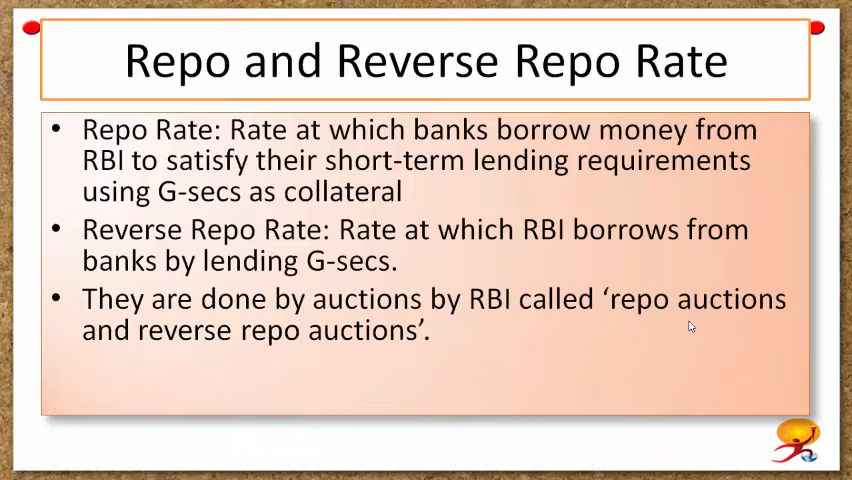 Repo and Reverse Repo Rate
• Repo Rate: Rate at which banks borrow money from
RBI to satisfy their short-term lending requirements
using G-secs as collateral
• Reverse Repo Rate: Rate at which RBI borrows from
banks by lending G-secs.
• They are done by auctions by RBI called ‘repo auctions
and reverse repo auctions’.